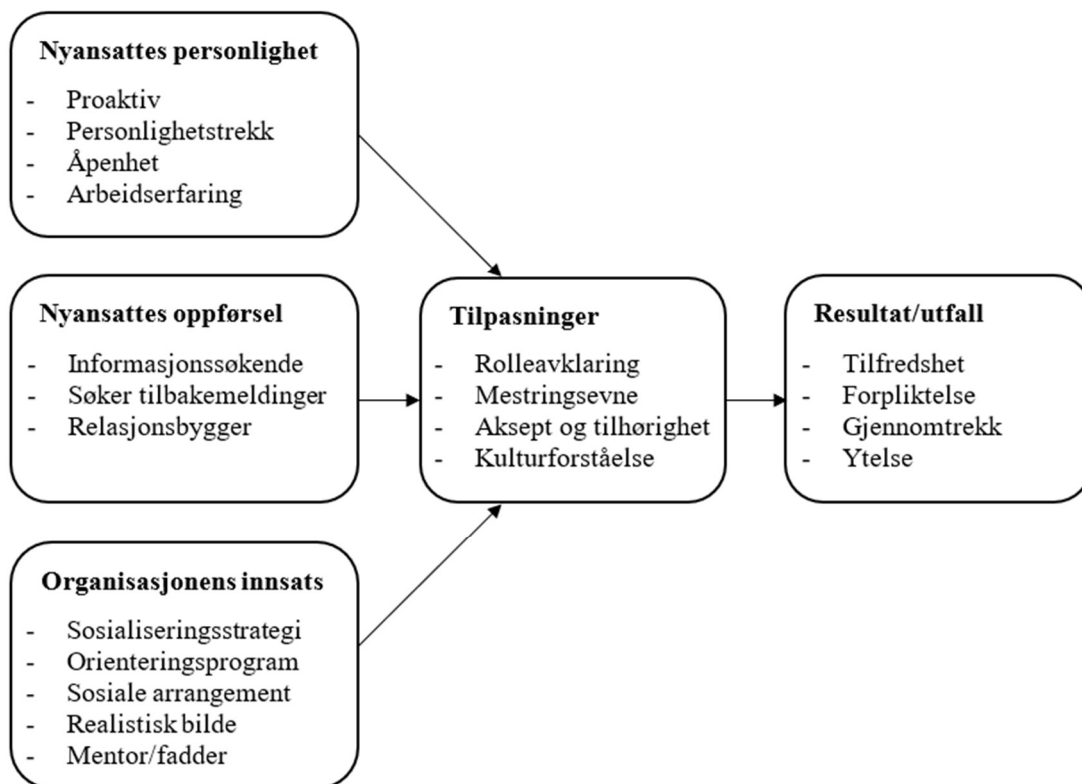 Nyansattes personlighet
- Proaktiv
- Personlighetstrekk
- Åpenhet
- Arbeidserfaring
Nyansattes oppførsel
- Informasjonssøkende
- Søker tilbakemeldinger
- Relasjonsbygger
Organisasjonens innsats
- Sosialiseringsstrategi
- Orienteringsprogram
- Sosiale arrangement
- Realistisk bilde
- Mentor/fadder
Tilpasninger
- Rolleavklaring
- Mestringsevne
- Aksept og tilhørighet
- Kulturforståelse
Resultat/utfall
- Tilfredshet
- Forpliktelse
- Gjennomtrekk
- Ytelse